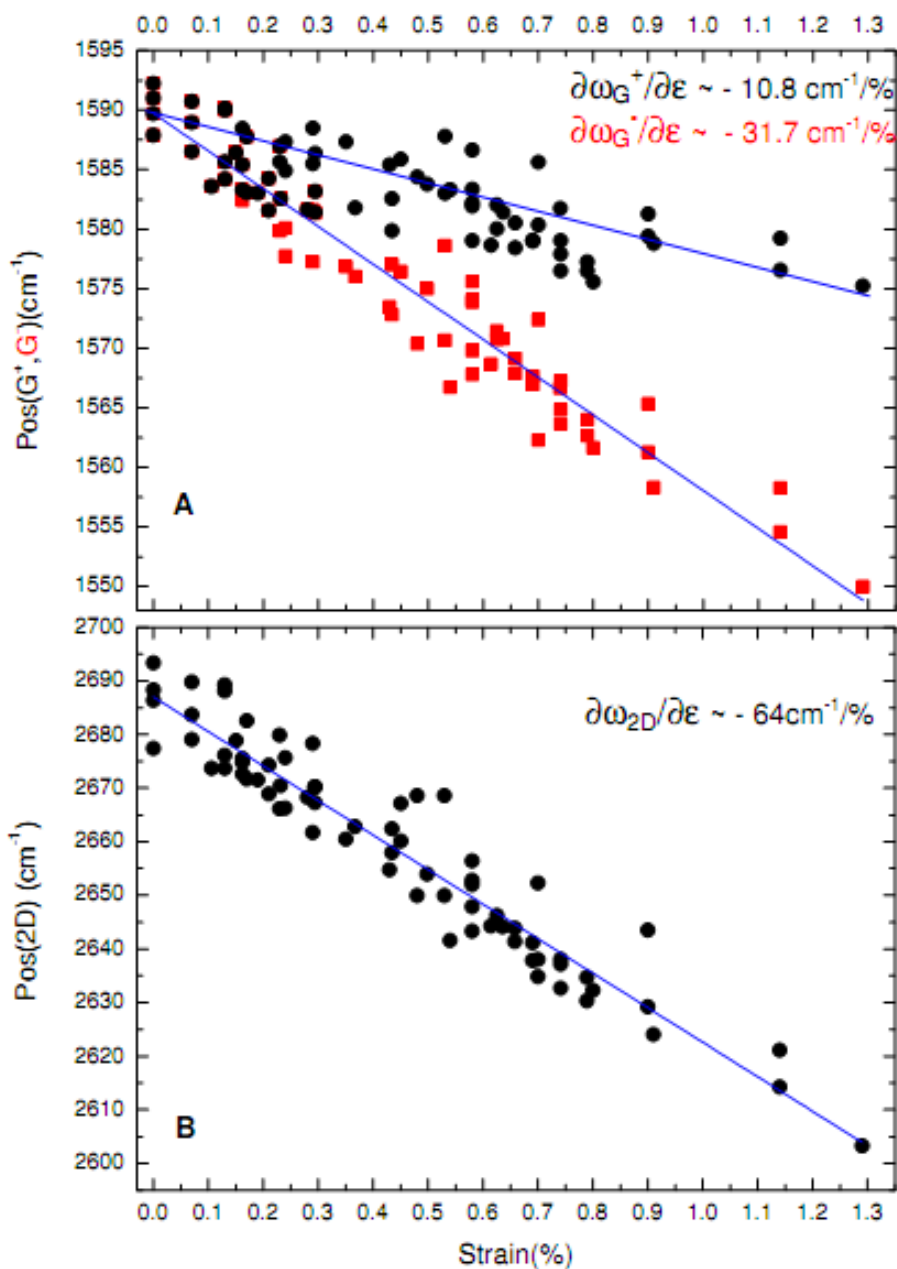 0.0 0.1 0.2 0.3 0.4 0.5 0.6 0.7 0.8 0.9 1.0 1.1 1.2 1.3
∂ωG⁺/∂ε ~ - 10.8 cm⁻¹/%
∂ωG⁻/∂ε ~ - 31.7 cm⁻¹/%
1595
1590
1585
1580
1575
1570
1565
1560
1555
1550
Pos(G⁺,G⁻)(cm⁻¹)
A
∂ω2D/∂ε ~ - 64cm⁻¹/%
2700
2690
2680
2670
2660
2650
2640
2630
2620
2610
2600
Pos(2D) (cm⁻¹)
B
0.0 0.1 0.2 0.3 0.4 0.5 0.6 0.7 0.8 0.9 1.0 1.1 1.2 1.3
Strain(%)